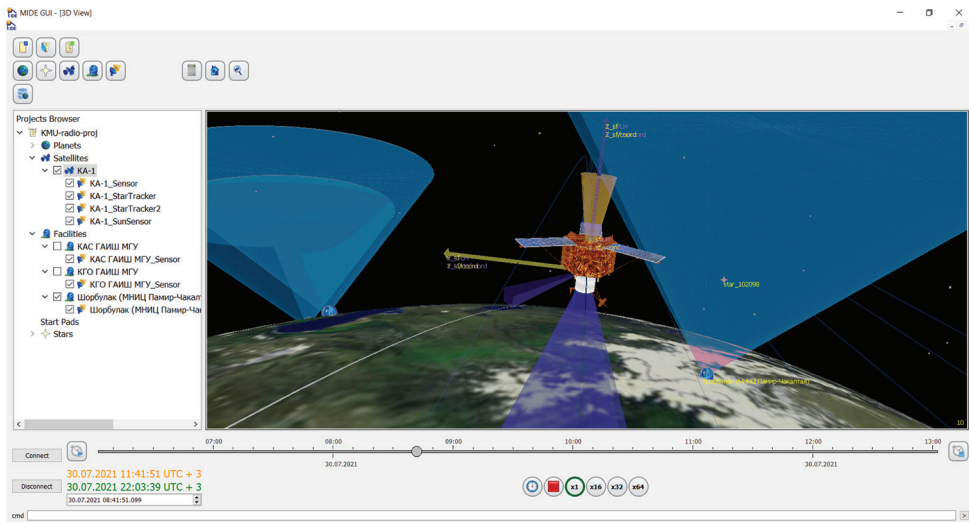 MIDE GUI - [3D View]
Projects Browser
KMU-radio-proj
Planets
Satellites
KA-1
KA-1_Sensor
KA-1_StarTracker
KA-1_StarTracker2
KA-1_SunSensor
Facilities
КАС ГАИШ МГУ
КАС ГАИШ МГУ_Sensor
КГО ГАИШ МГУ
КГО ГАИШ МГУ_Sensor
Шорбулак (МНИЦ Памир-Чакалт
Шорбулак (МНИЦ Памир-Ча
Start Pads
Stars
Z_sf/coord
star_102098
10
07:00 08:00 09:00 10:00 11:00 12:00 13:00
30.07.2021 30.07.2021
Connect
Disconnect
30.07.2021 11:41:51 UTC + 3
30.07.2021 22:03:39 UTC + 3
30.07.2021 08:41:51.099
x1 x16 x32 x64
cmd